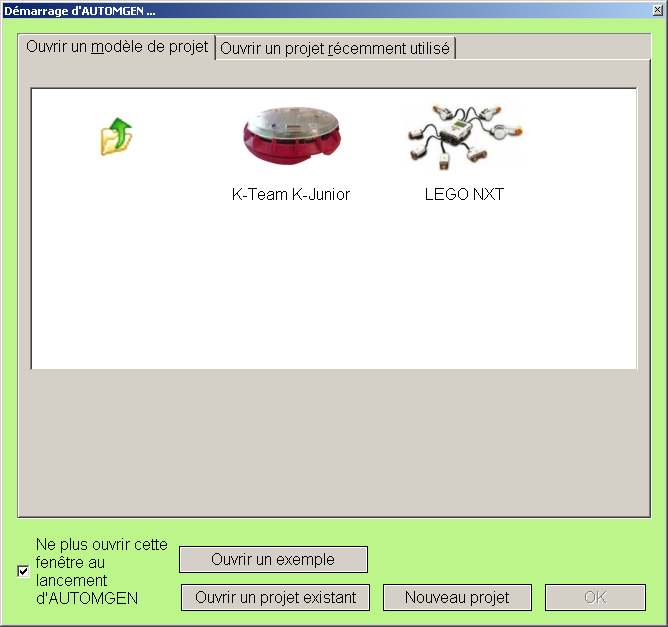 Démarrage d'AUTOMGEN ...
Ouvrir un modèle de projet
Ouvrir un projet récemment utilisé
K-Team K-Junior
LEGO NXT
Ne plus ouvrir cette
fenêtre au
lancement
d'AUTOMGEN
Ouvrir un exemple
Ouvrir un projet existant
Nouveau projet
OK